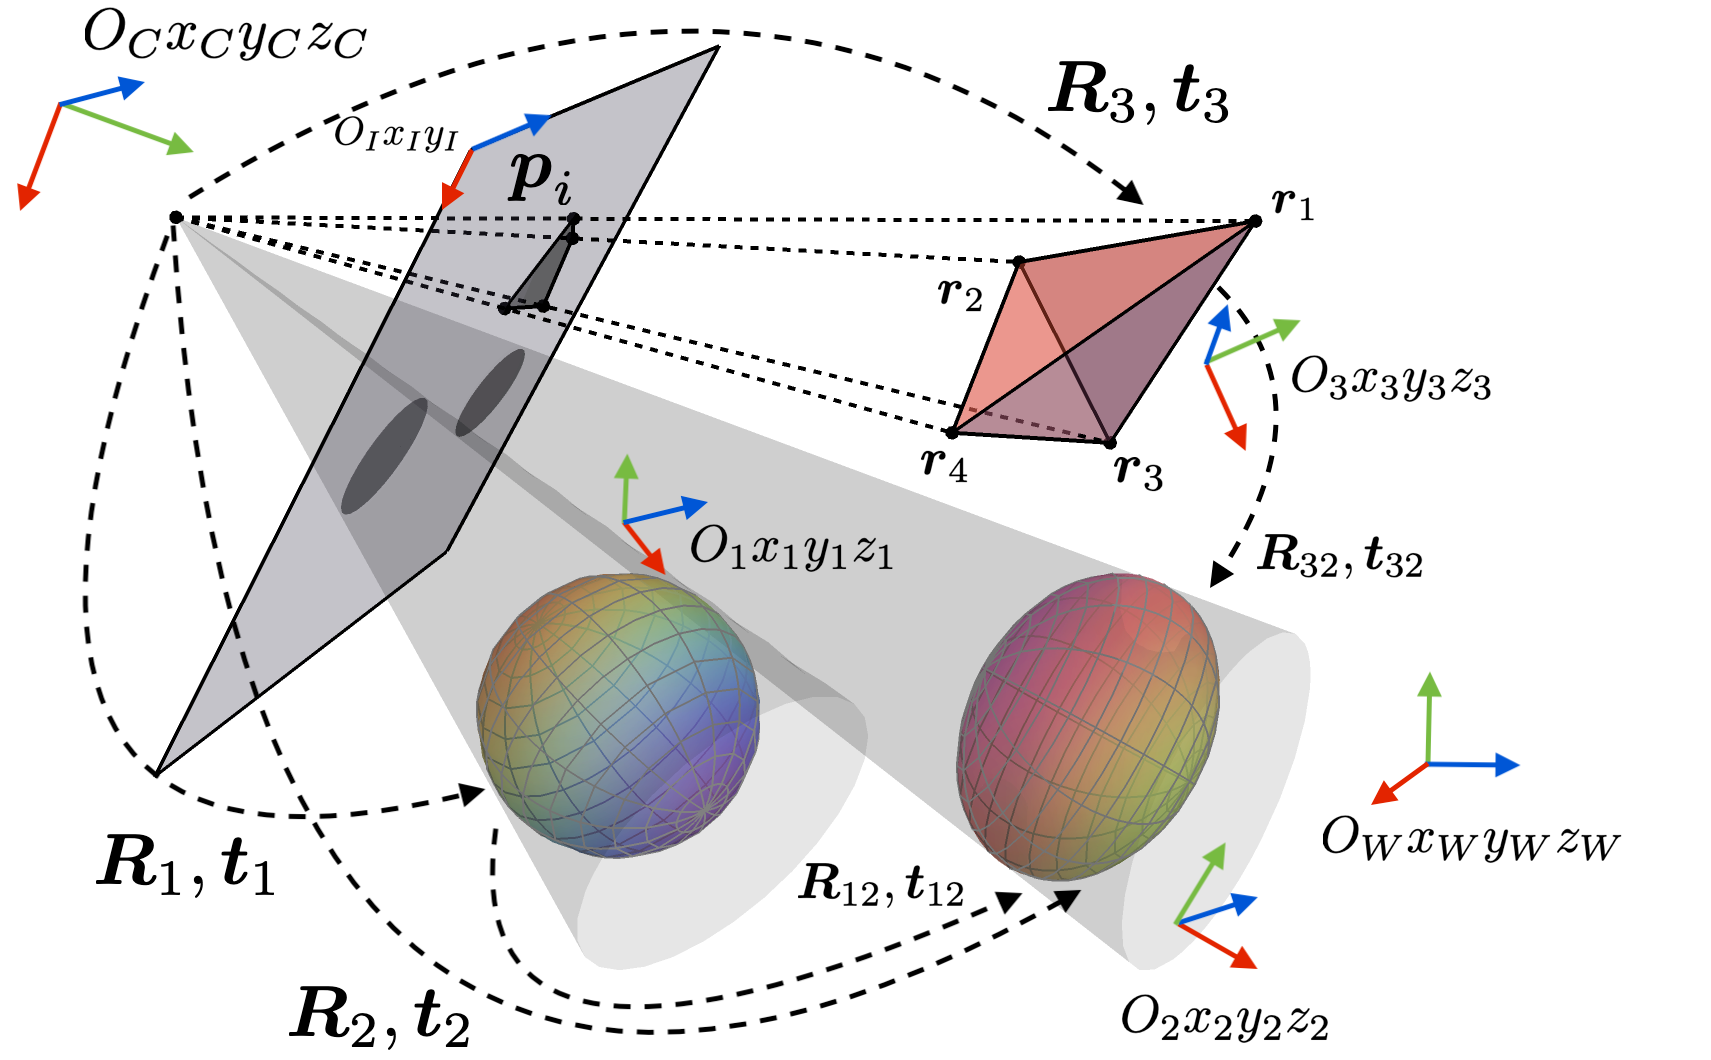 O_C x_C y_C z_C
R_3, t_3
O_I x_I y_I
p_i
r_1
r_2
O_3 x_3 y_3 z_3
r_4
r_3
O_1 x_1 y_1 z_1
R_32, t_32
O_W x_W y_W z_W
R_1, t_1
R_12, t_12
R_2, t_2
O_2 x_2 y_2 z_2